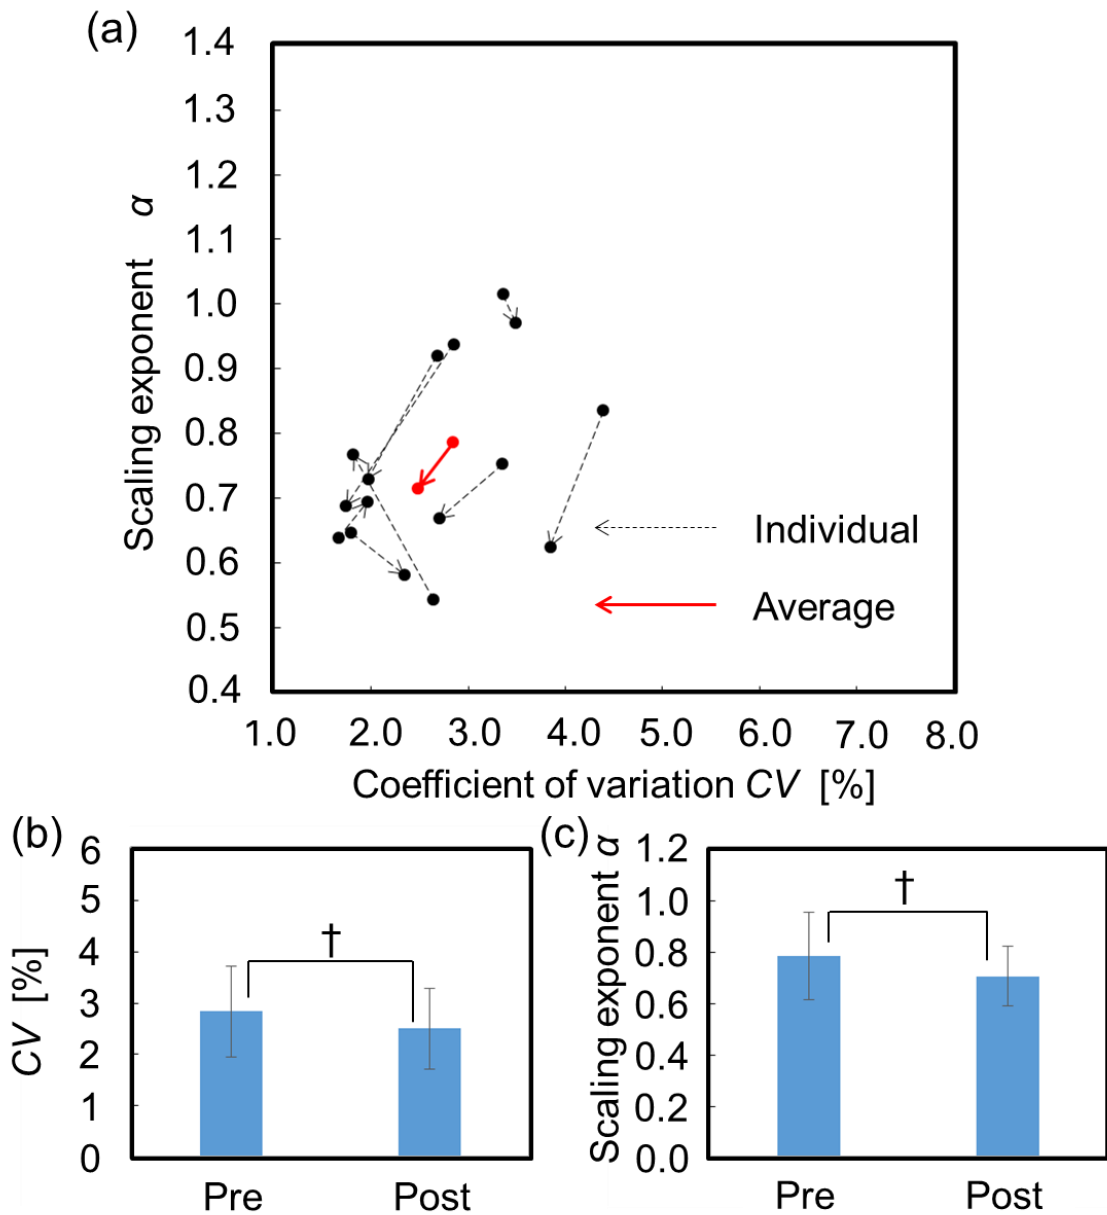 (a)
Scaling exponent α
1.4
1.3
1.2
1.1
1.0
0.9
0.8
0.7
0.6
0.5
0.4
Individual
Average
1.0 2.0 3.0 4.0 5.0 6.0 7.0 8.0
Coefficient of variation CV [%]
(b)
CV [%]
6
5
4
3
2
1
0
†
Pre Post
(c)
Scaling exponent α
1.2
1.0
0.8
0.6
0.4
0.2
0.0
†
Pre Post